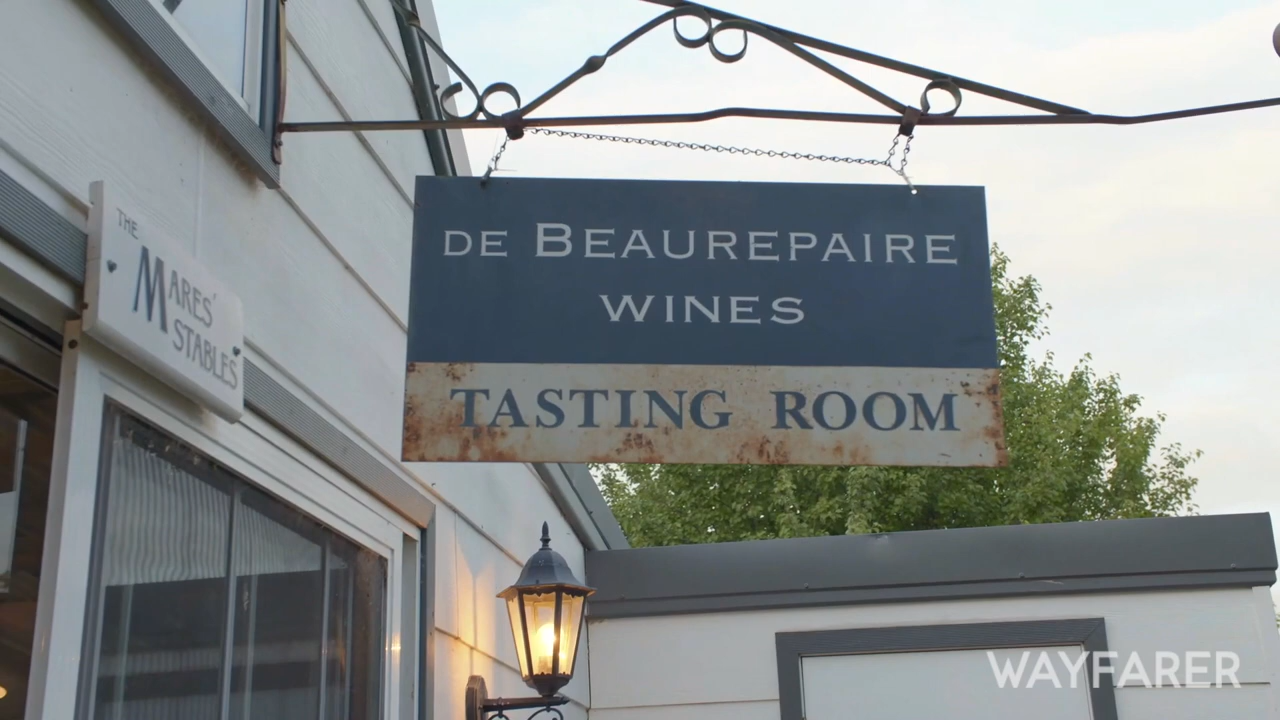 THE
MARES'
STABLES
DE BEAUREPAIRE
WINES
TASTING ROOM
WAYFARER